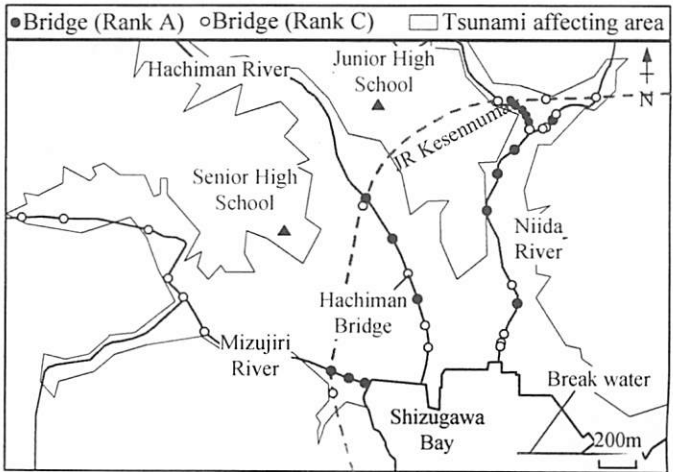 Bridge (Rank A) Bridge (Rank C) Tsunami affecting area
Hachiman River
Junior High
School
N
JR Kesennuma
Senior High
School
Niida
River
Hachiman
Bridge
Mizujiri
River
Break water
Shizugawa
Bay
200m